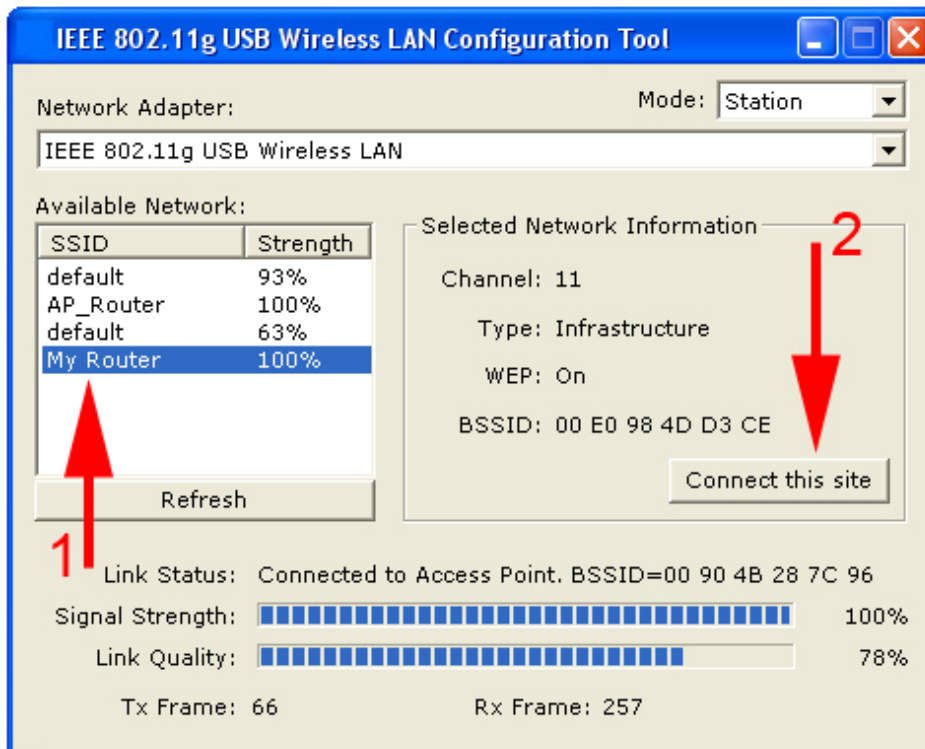 IEEE 802.11g USB Wireless LAN Configuration Tool
Network Adapter:
Mode: Station
IEEE 802.11g USB Wireless LAN
Available Network:
SSID Strength
default 93%
AP_Router 100%
default 63%
My Router 100%
Refresh
1
Selected Network Information
2
Channel: 11
Type: Infrastructure
WEP: On
BSSID: 00 E0 98 4D D3 CE
Connect this site
Link Status: Connected to Access Point. BSSID=00 90 4B 28 7C 96
Signal Strength: 100%
Link Quality: 78%
Tx Frame: 66 Rx Frame: 257